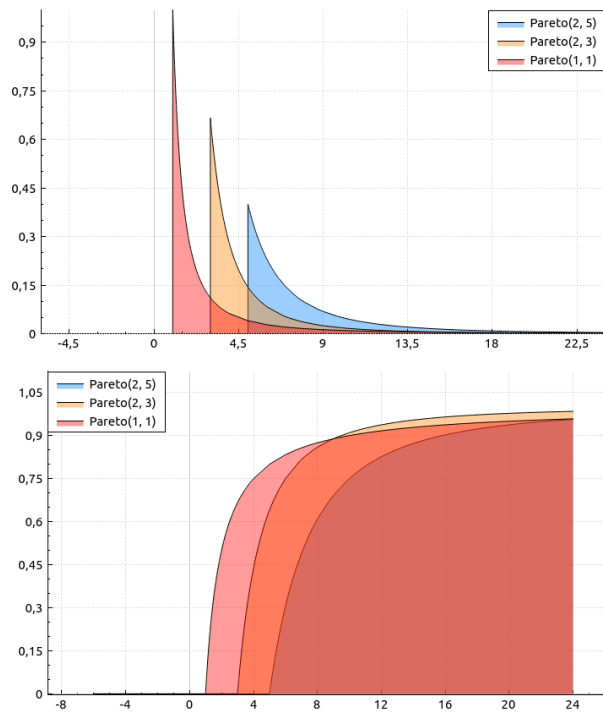 Pareto(2, 5)
Pareto(2, 3)
Pareto(1, 1)
0,9
0,75
0,6
0,45
0,3
0,15
0
-4,5 0 4,5 9 13,5 18 22,5
Pareto(2, 5)
Pareto(2, 3)
Pareto(1, 1)
1,05
0,9
0,75
0,6
0,45
0,3
0,15
0
-8 -4 0 4 8 12 16 20 24